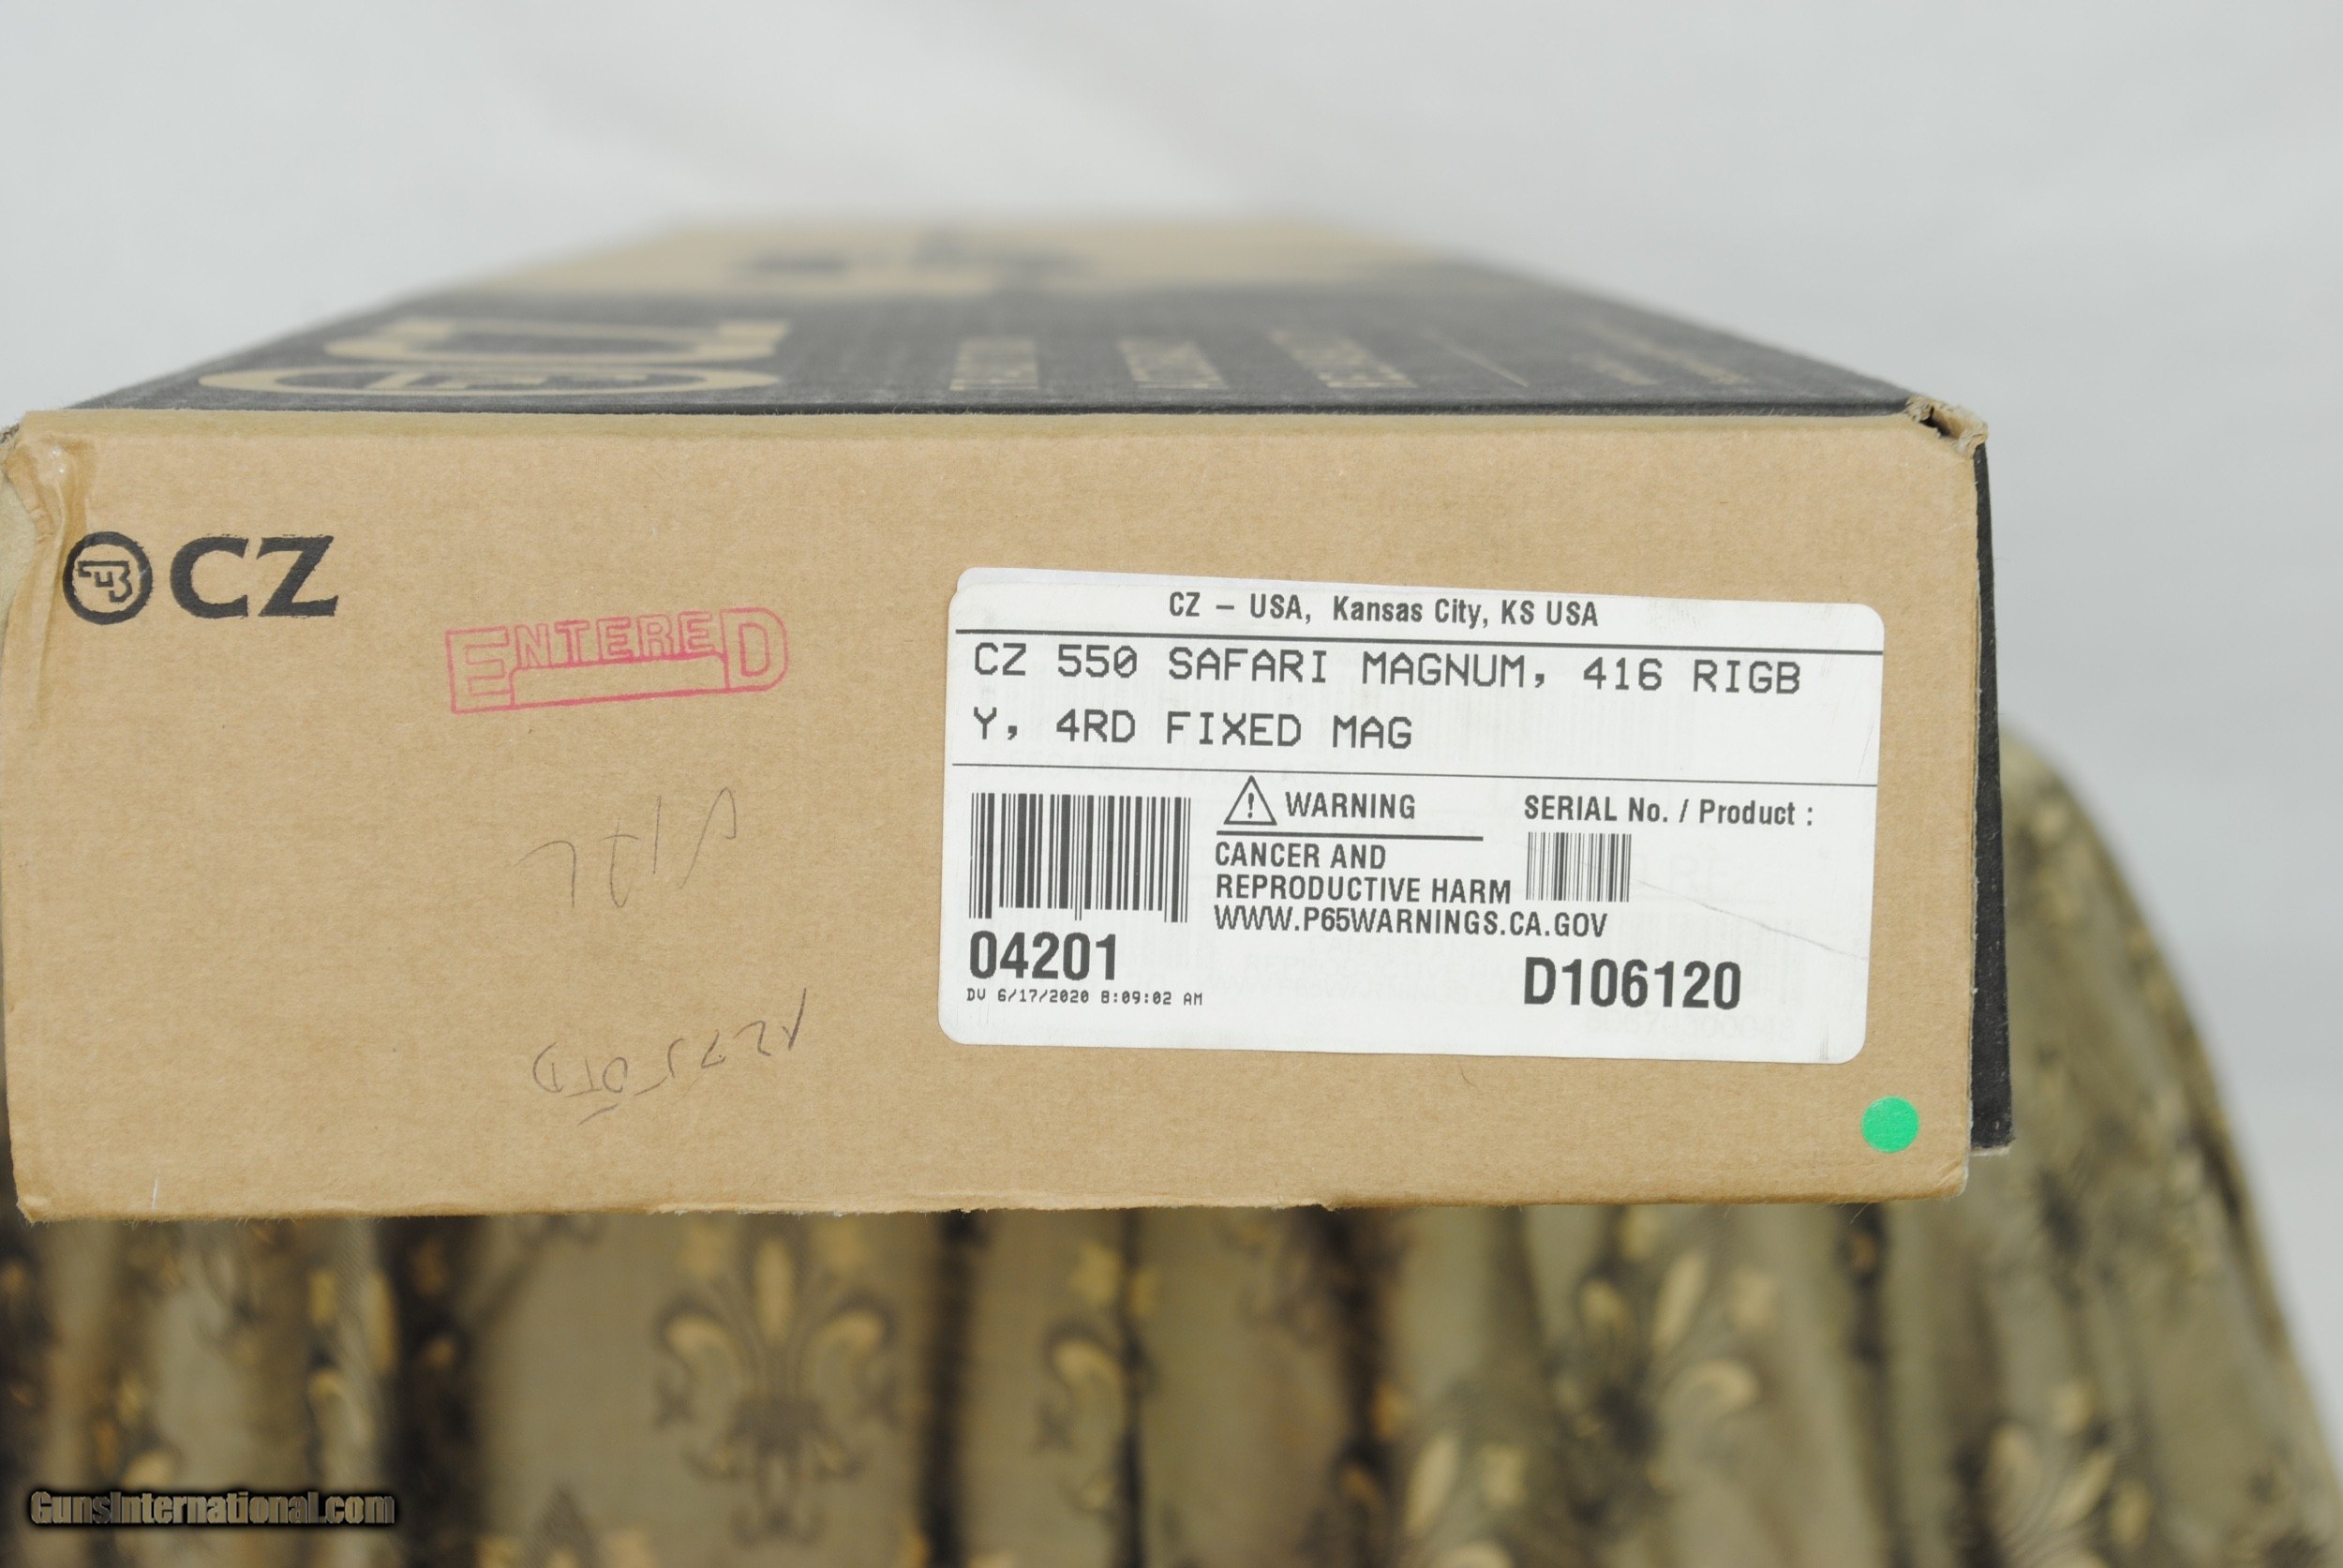 CZ
ENTERED
CZ – USA, Kansas City, KS USA
CZ 550 SAFARI MAGNUM, 416 RIGB
Y, 4RD FIXED MAG
WARNING
CANCER AND
REPRODUCTIVE HARM
WWW.P65WARNINGS.CA.GOV
SERIAL No. / Product :
04201
DV 6/17/2020 8:09:02 AM
D106120
GunsInternational.com